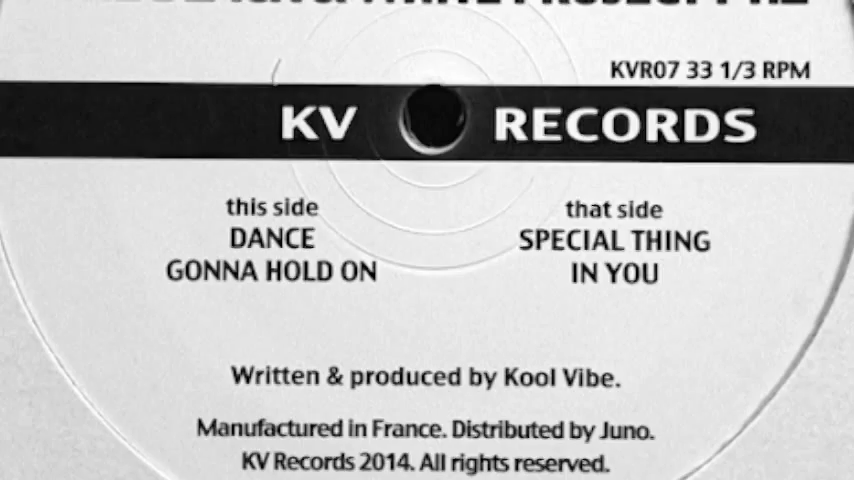 KVR07 33 1/3 RPM
KV RECORDS
this side
DANCE
GONNA HOLD ON
that side
SPECIAL THING
IN YOU
Written & produced by Kool Vibe.
Manufactured in France. Distributed by Juno.
KV Records 2014. All rights reserved.